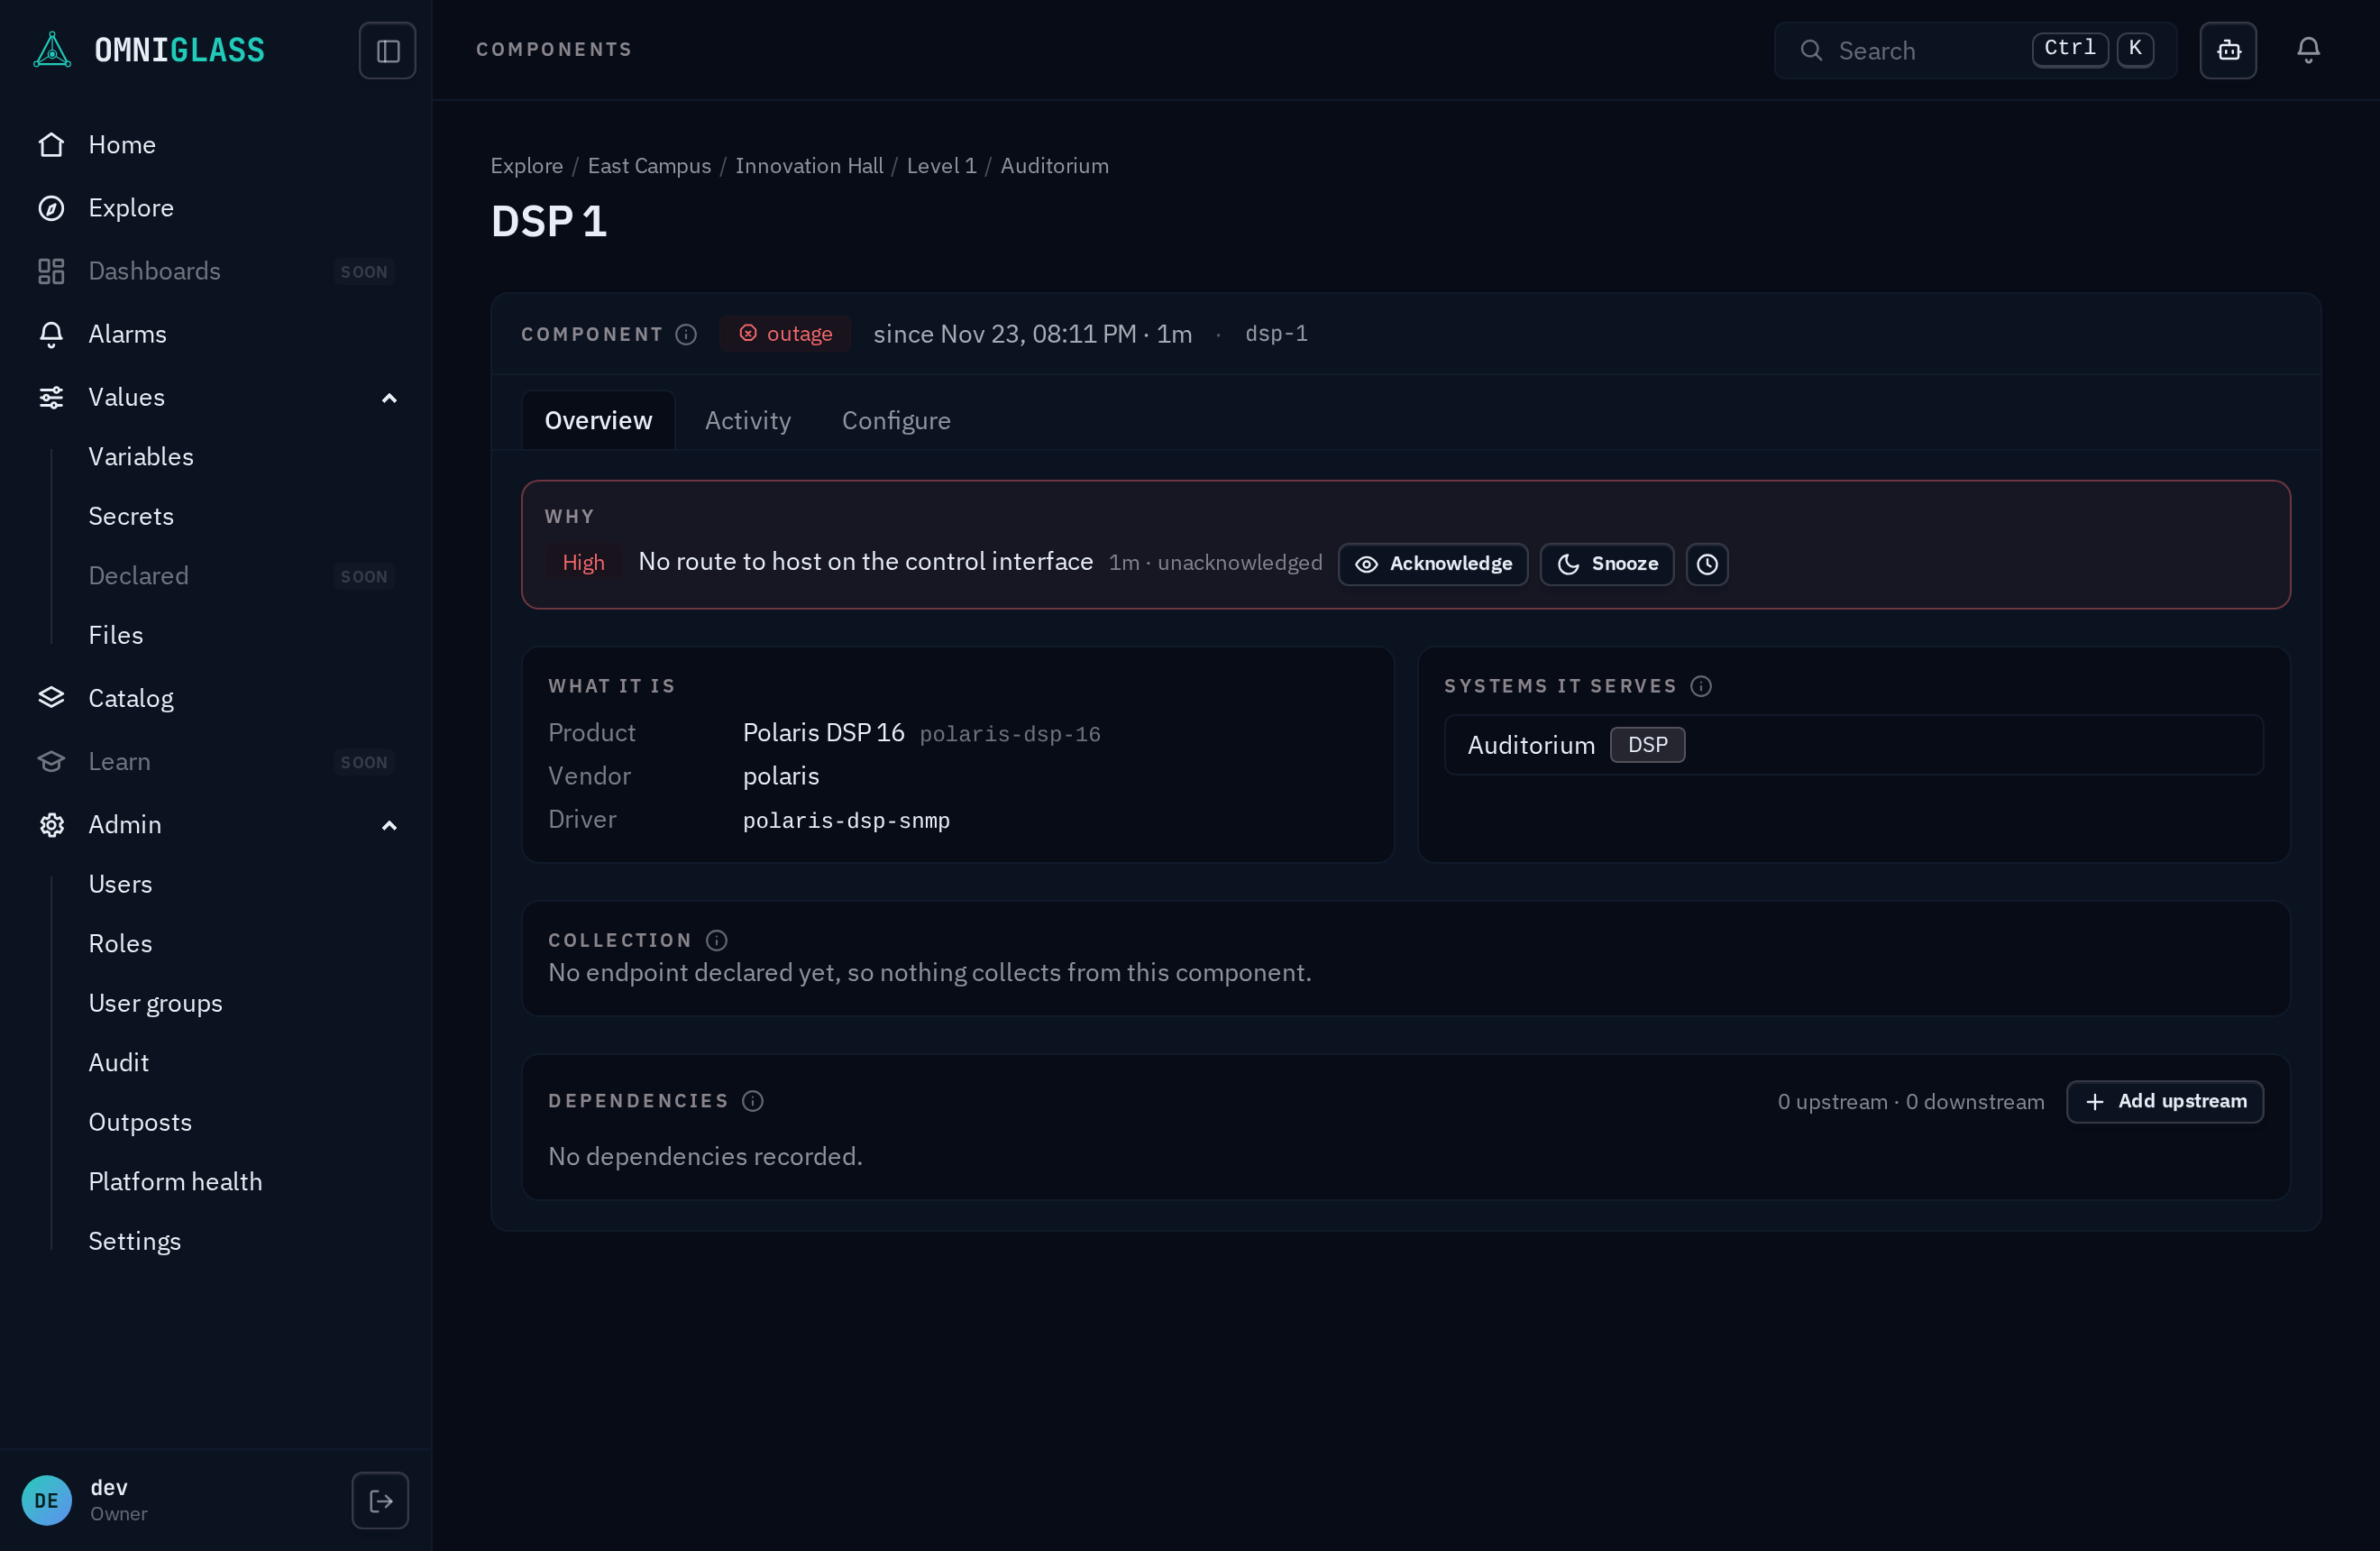 OMNIGLASS
Home
Explore
Dashboards SOON
Alarms
Values
Variables
Secrets
Declared SOON
Files
Catalog
Learn SOON
Admin
Users
Roles
User groups
Audit
Outposts
Platform health
Settings
DE
dev
Owner
COMPONENTS
Search Ctrl K
Explore / East Campus / Innovation Hall / Level 1 / Auditorium
DSP 1
COMPONENT outage since Nov 23, 08:11 PM · 1m · dsp-1
Overview Activity Configure
WHY
High No route to host on the control interface 1m · unacknowledged Acknowledge Snooze
WHAT IT IS
Product Polaris DSP 16 polaris-dsp-16
Vendor polaris
Driver polaris-dsp-snmp
SYSTEMS IT SERVES
Auditorium DSP
COLLECTION
No endpoint declared yet, so nothing collects from this component.
DEPENDENCIES 0 upstream · 0 downstream Add upstream
No dependencies recorded.